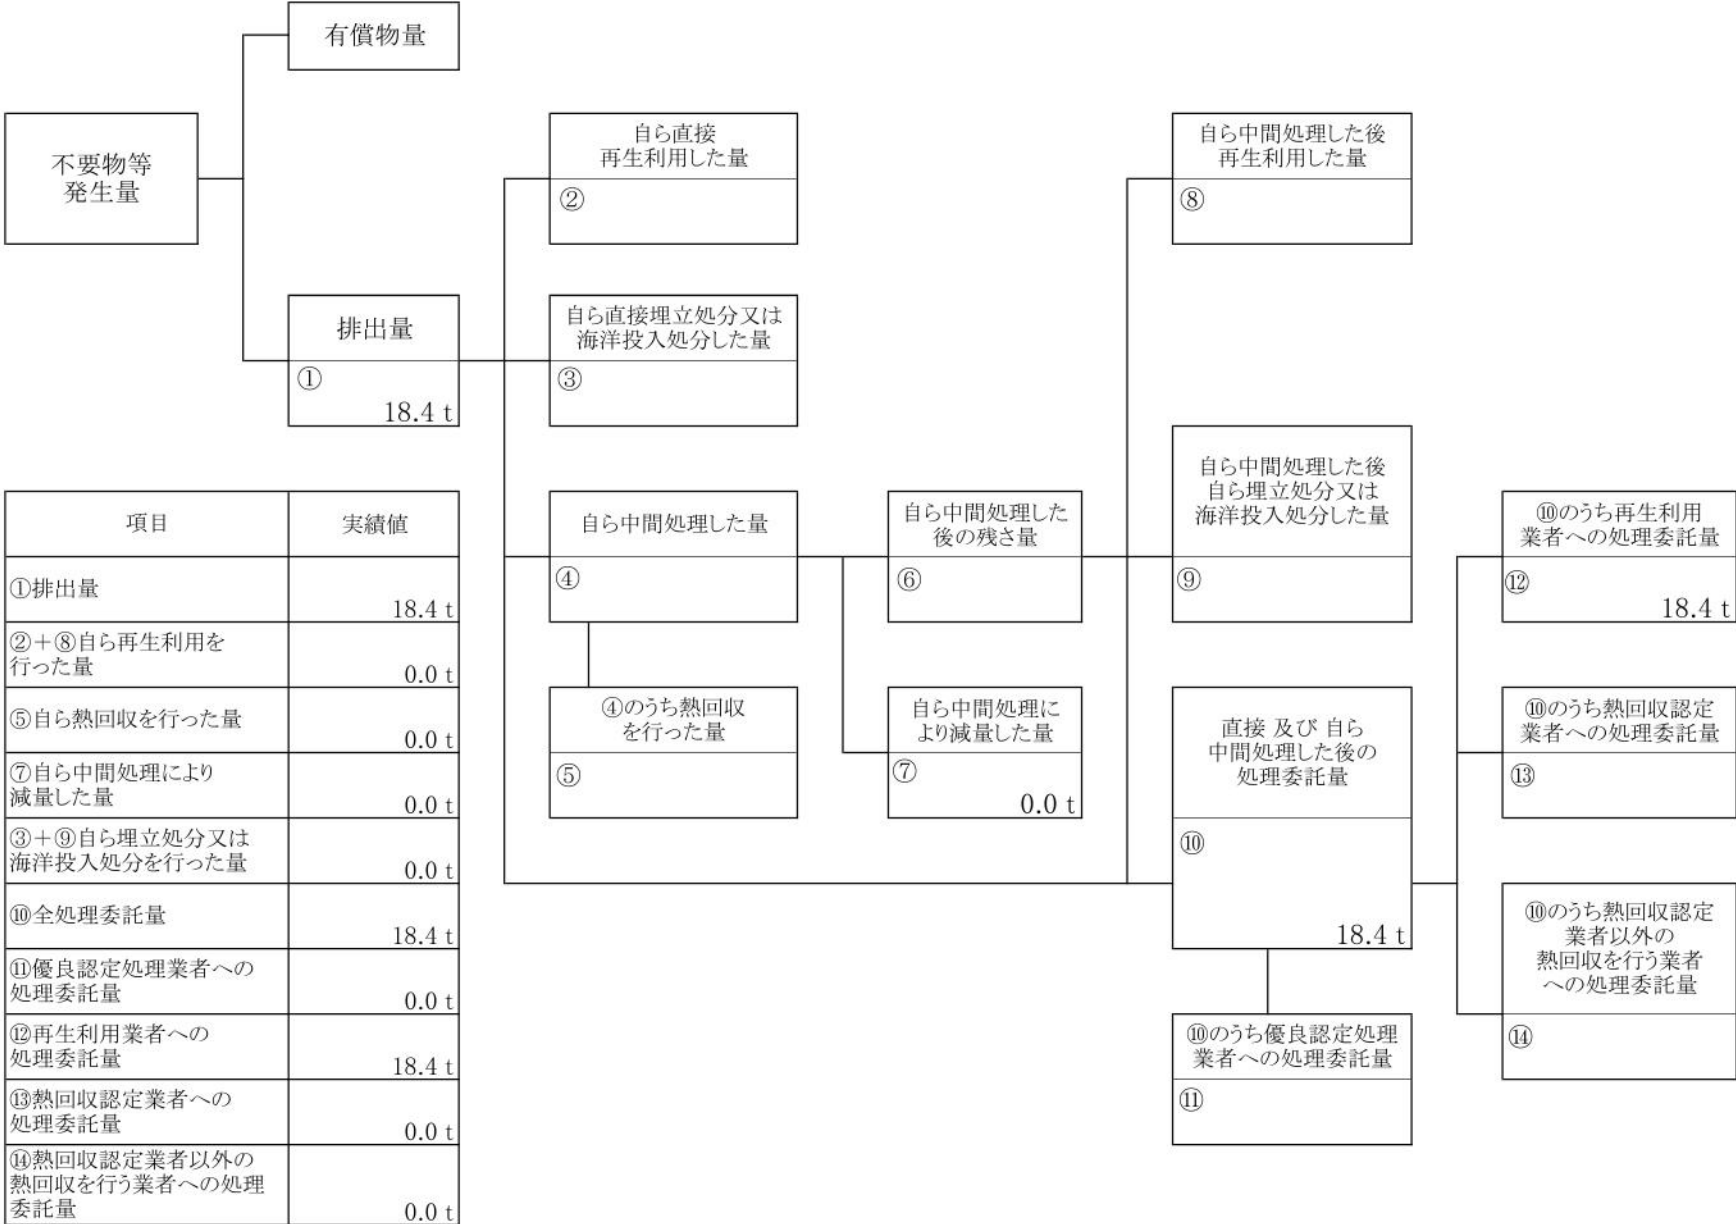 有償物量
不要物等
発生量
自ら直接
再生利用した量
②
自ら中間処理した後
再生利用した量
⑧
排出量
①
18.4 t
自ら直接埋立処分又は
海洋投入処分した量
③
自ら中間処理した量
④
自ら中間処理した
後の残さ量
⑥
自ら中間処理した後
自ら埋立処分又は
海洋投入処分した量
⑨
⑩のうち再生利用
業者への処理委託量
⑫
18.4 t
④のうち熱回収
を行った量
⑤
自ら中間処理に
より減量した量
⑦
0.0 t
直接 及び 自ら
中間処理した後の
処理委託量
⑩
18.4 t
⑩のうち熱回収認定
業者への処理委託量
⑬
⑩のうち熱回収認定
業者以外の
熱回収を行う業者
への処理委託量
⑭
⑩のうち優良認定処理
業者への処理委託量
⑪
項目 実績値
①排出量
18.4 t
②＋⑧自ら再生利用を
行った量
0.0 t
⑤自ら熱回収を行った量
0.0 t
⑦自ら中間処理により
減量した量
0.0 t
③＋⑨自ら埋立処分又は
海洋投入処分を行った量
0.0 t
⑩全処理委託量
18.4 t
⑪優良認定処理業者への
処理委託量
0.0 t
⑫再生利用業者への
処理委託量
18.4 t
⑬熱回収認定業者への
処理委託量
0.0 t
⑭熱回収認定業者以外の
熱回収を行う業者への処理
委託量
0.0 t